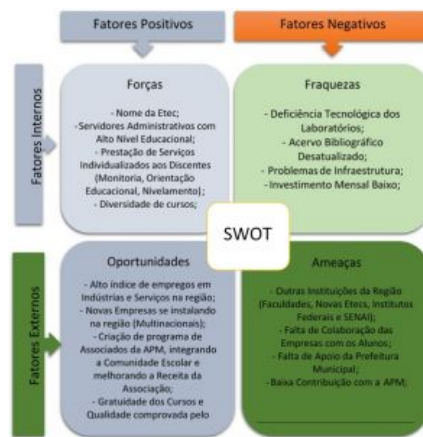 Fatores Positivos
Fatores Negativos
Fatores Internos
Forças
- Nome da Etec;
- Servidores Administrativos com
Alto Nível Educacional;
- Prestação de Serviços
Individualizados aos Discentes
(Monitoria, Orientação
Educacional, Nivelamento);
- Diversidade de cursos;
Fraquezas
- Deficiência Tecnológica dos
Laboratórios;
- Acervo Bibliográfico
Desatualizado;
- Problemas de Infraestrutura;
- Investimento Mensal Baixo;
SWOT
Fatores Externos
Oportunidades
- Alto índice de empregos em
Indústrias e Serviços na região;
- Novas Empresas se instalando
na região (Multinacionais);
- Criação de programa de
Associados da APM, integrando
a Comunidade Escolar e
melhorando a Receita da
Associação;
- Gratuidade dos Cursos e
Qualidade comprovada pelo
Ameaças
- Outras Instituições da Região
(Faculdades, Novas Etecs, Institutos
Federais e SENAI);
- Falta de Colaboração das
Empresas com os Alunos;
- Falta de Apoio da Prefeitura
Municipal;
- Baixa Contribuição com a APM;